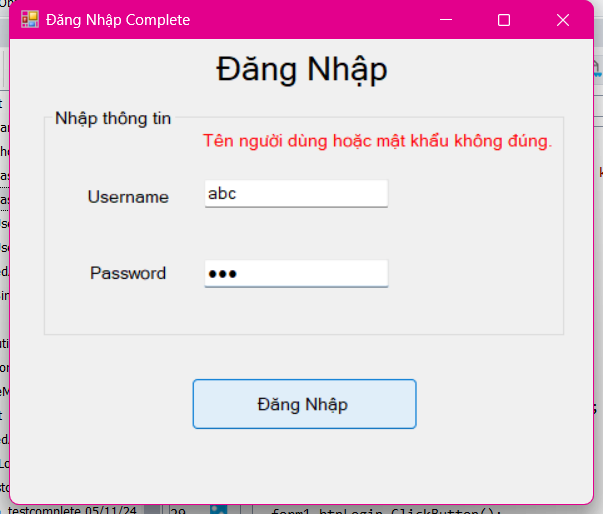 Đăng Nhập Complete
Đăng Nhập
Nhập thông tin
Tên người dùng hoặc mật khẩu không đúng.
Username
abc
Password
●●●
Đăng Nhập
testcomplete 05/11/24
form1.btnLogin.ClickButton();